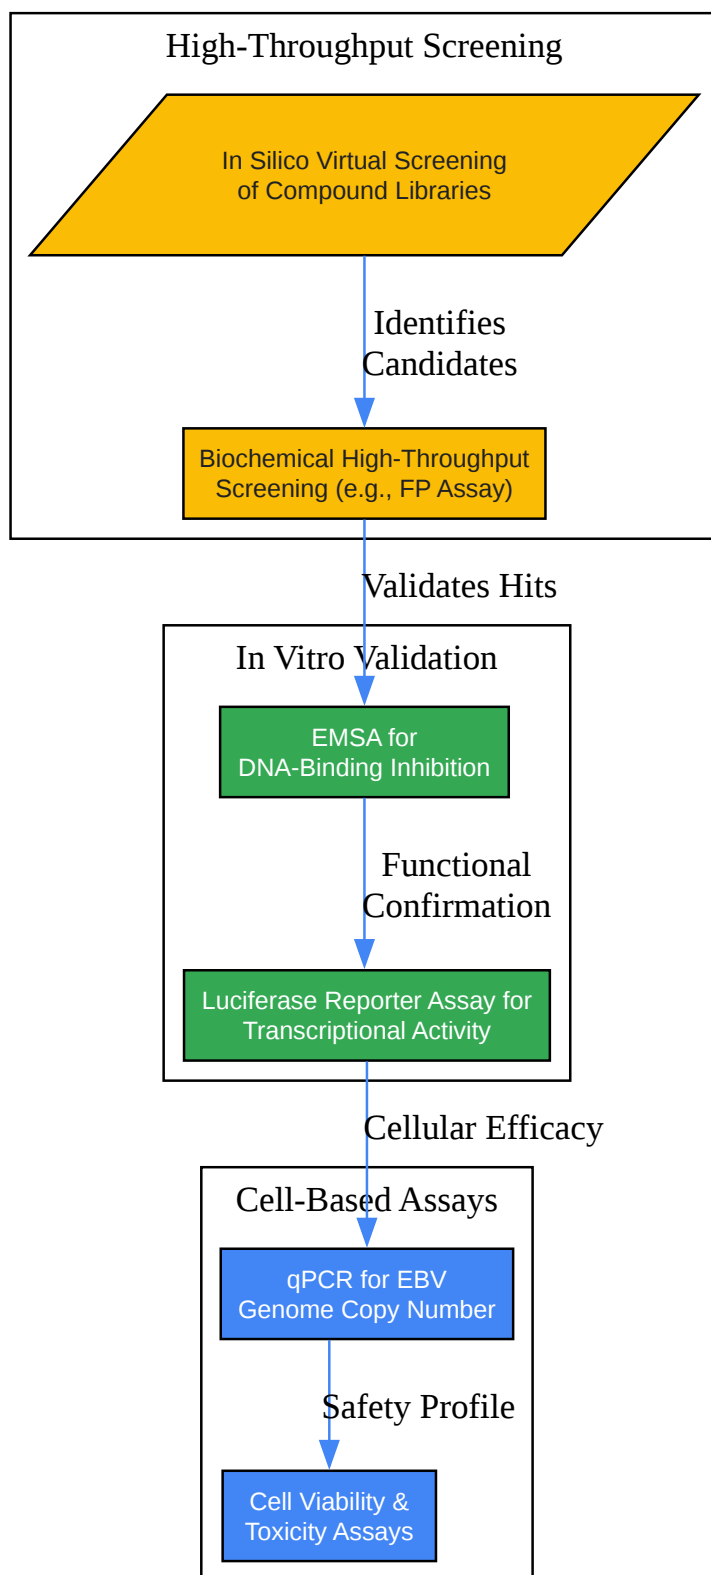 High-Throughput Screening
In Silico Virtual Screening
of Compound Libraries
Identifies
Candidates
Biochemical High-Throughput
Screening (e.g., FP Assay)
Validates Hits
In Vitro Validation
EMSA for
DNA-Binding Inhibition
Functional
Confirmation
Luciferase Reporter Assay for
Transcriptional Activity
Cellular Efficacy
Cell-Based Assays
qPCR for EBV
Genome Copy Number
Safety Profile
Cell Viability &
Toxicity Assays